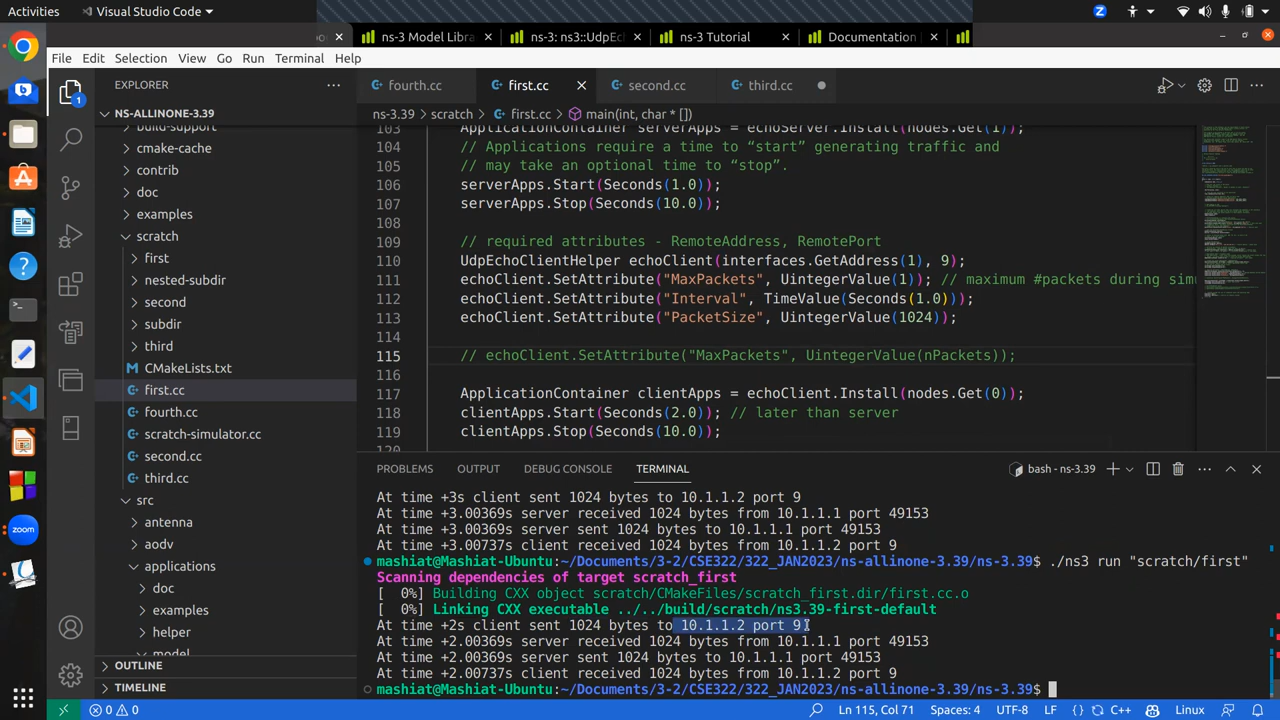 Activities
Visual Studio Code
ns-3 Model Libra
ns-3: ns3::UdpEc
ns-3 Tutorial
Documentation
File Edit Selection View Go Run Terminal Help
EXPLORER
fourth.cc
first.cc
second.cc
third.cc
NS-ALLINONE-3.39
ns-3.39 > scratch > first.cc > main(int, char * [])
build-support
cmake-cache
contrib
doc
examples
scratch
first
nested-subdir
second
subdir
third
CMakeLists.txt
first.cc
fourth.cc
scratch-simulator.cc
second.cc
third.cc
src
antenna
aodv
applications
doc
examples
helper
model
OUTLINE
TIMELINE
103 ApplicationContainer serverApps = echoServer.Install(nodes.Get(1));
104 // Applications require a time to “start” generating traffic and
105 // may take an optional time to “stop”.
106 serverApps.Start(Seconds(1.0));
107 serverApps.Stop(Seconds(10.0));
108
109 // required attributes - RemoteAddress, RemotePort
110 UdpEchoClientHelper echoClient(interfaces.GetAddress(1), 9);
111 echoClient.SetAttribute("MaxPackets", UintegerValue(1)); // maximum #packets during simu
112 echoClient.SetAttribute("Interval", TimeValue(Seconds(1.0)));
113 echoClient.SetAttribute("PacketSize", UintegerValue(1024));
114
115 // echoClient.SetAttribute("MaxPackets", UintegerValue(nPackets));
116
117 ApplicationContainer clientApps = echoClient.Install(nodes.Get(0));
118 clientApps.Start(Seconds(2.0)); // later than server
119 clientApps.Stop(Seconds(10.0));
120
PROBLEMS OUTPUT DEBUG CONSOLE TERMINAL
bash - ns-3.39
At time +3s client sent 1024 bytes to 10.1.1.2 port 9
At time +3.00369s server received 1024 bytes from 10.1.1.1 port 49153
At time +3.00369s server sent 1024 bytes to 10.1.1.1 port 49153
At time +3.00737s client received 1024 bytes from 10.1.1.2 port 9
mashiat@Mashiat-Ubuntu:~/Documents/3-2/CSE322/322_JAN2023/ns-allinone-3.39/ns-3.39$ ./ns3 run "scratch/first"
Scanning dependencies of target scratch_first
[ 0%] Building CXX object scratch/CMakeFiles/scratch_first.dir/first.cc.o
[ 0%] Linking CXX executable ../../build/scratch/ns3.39-first-default
At time +2s client sent 1024 bytes to 10.1.1.2 port 9
At time +2.00369s server received 1024 bytes from 10.1.1.1 port 49153
At time +2.00369s server sent 1024 bytes to 10.1.1.1 port 49153
At time +2.00737s client received 1024 bytes from 10.1.1.2 port 9
mashiat@Mashiat-Ubuntu:~/Documents/3-2/CSE322/322_JAN2023/ns-allinone-3.39/ns-3.39$
0 0 Ln 115, Col 71 Spaces: 4 UTF-8 LF {} C++ Linux